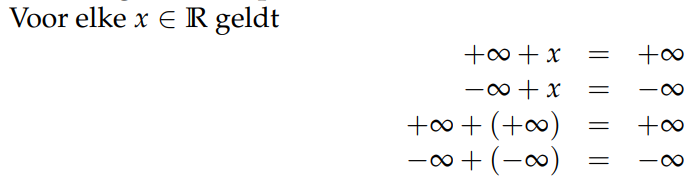 Voor elke x ∈ ℝ geldt
+∞ + x = +∞
−∞ + x = −∞
+∞ + (+∞) = +∞
−∞ + (−∞) = −∞